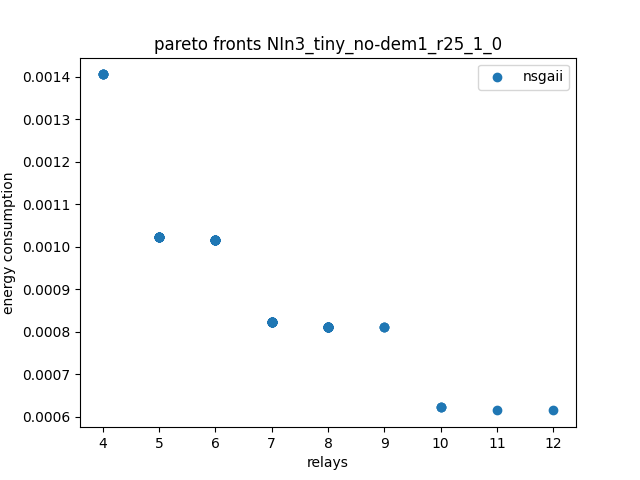 pareto fronts NIn3_tiny_no-dem1_r25_1_0
nsgaii
0.0014
0.0013
0.0012
0.0011
0.0010
0.0009
0.0008
0.0007
0.0006
energy consumption
4 5 6 7 8 9 10 11 12
relays